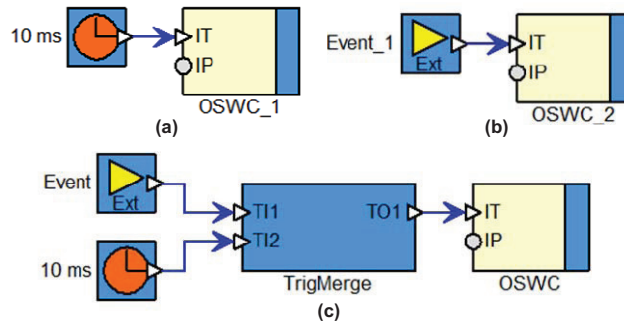 10 ms
IT
IP
OSWC_1
(a)
Event_1
Ext
IT
IP
OSWC_2
(b)
Event
Ext
10 ms
TI1
TI2
TO1
TrigMerge
IT
IP
OSWC
(c)